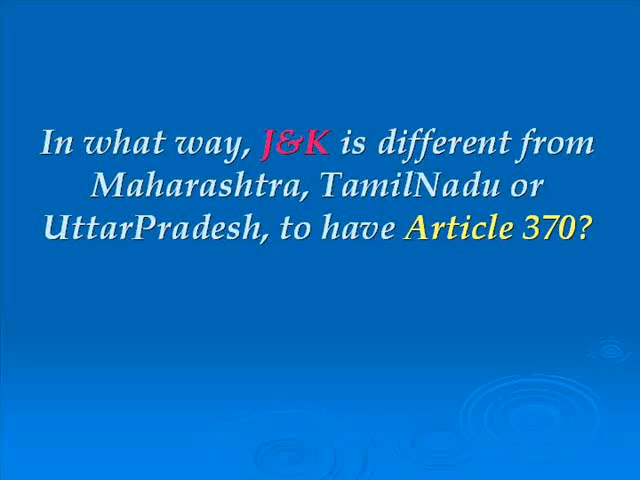 In what way, J&K is different from
Maharashtra, TamilNadu or
UttarPradesh, to have Article 370?